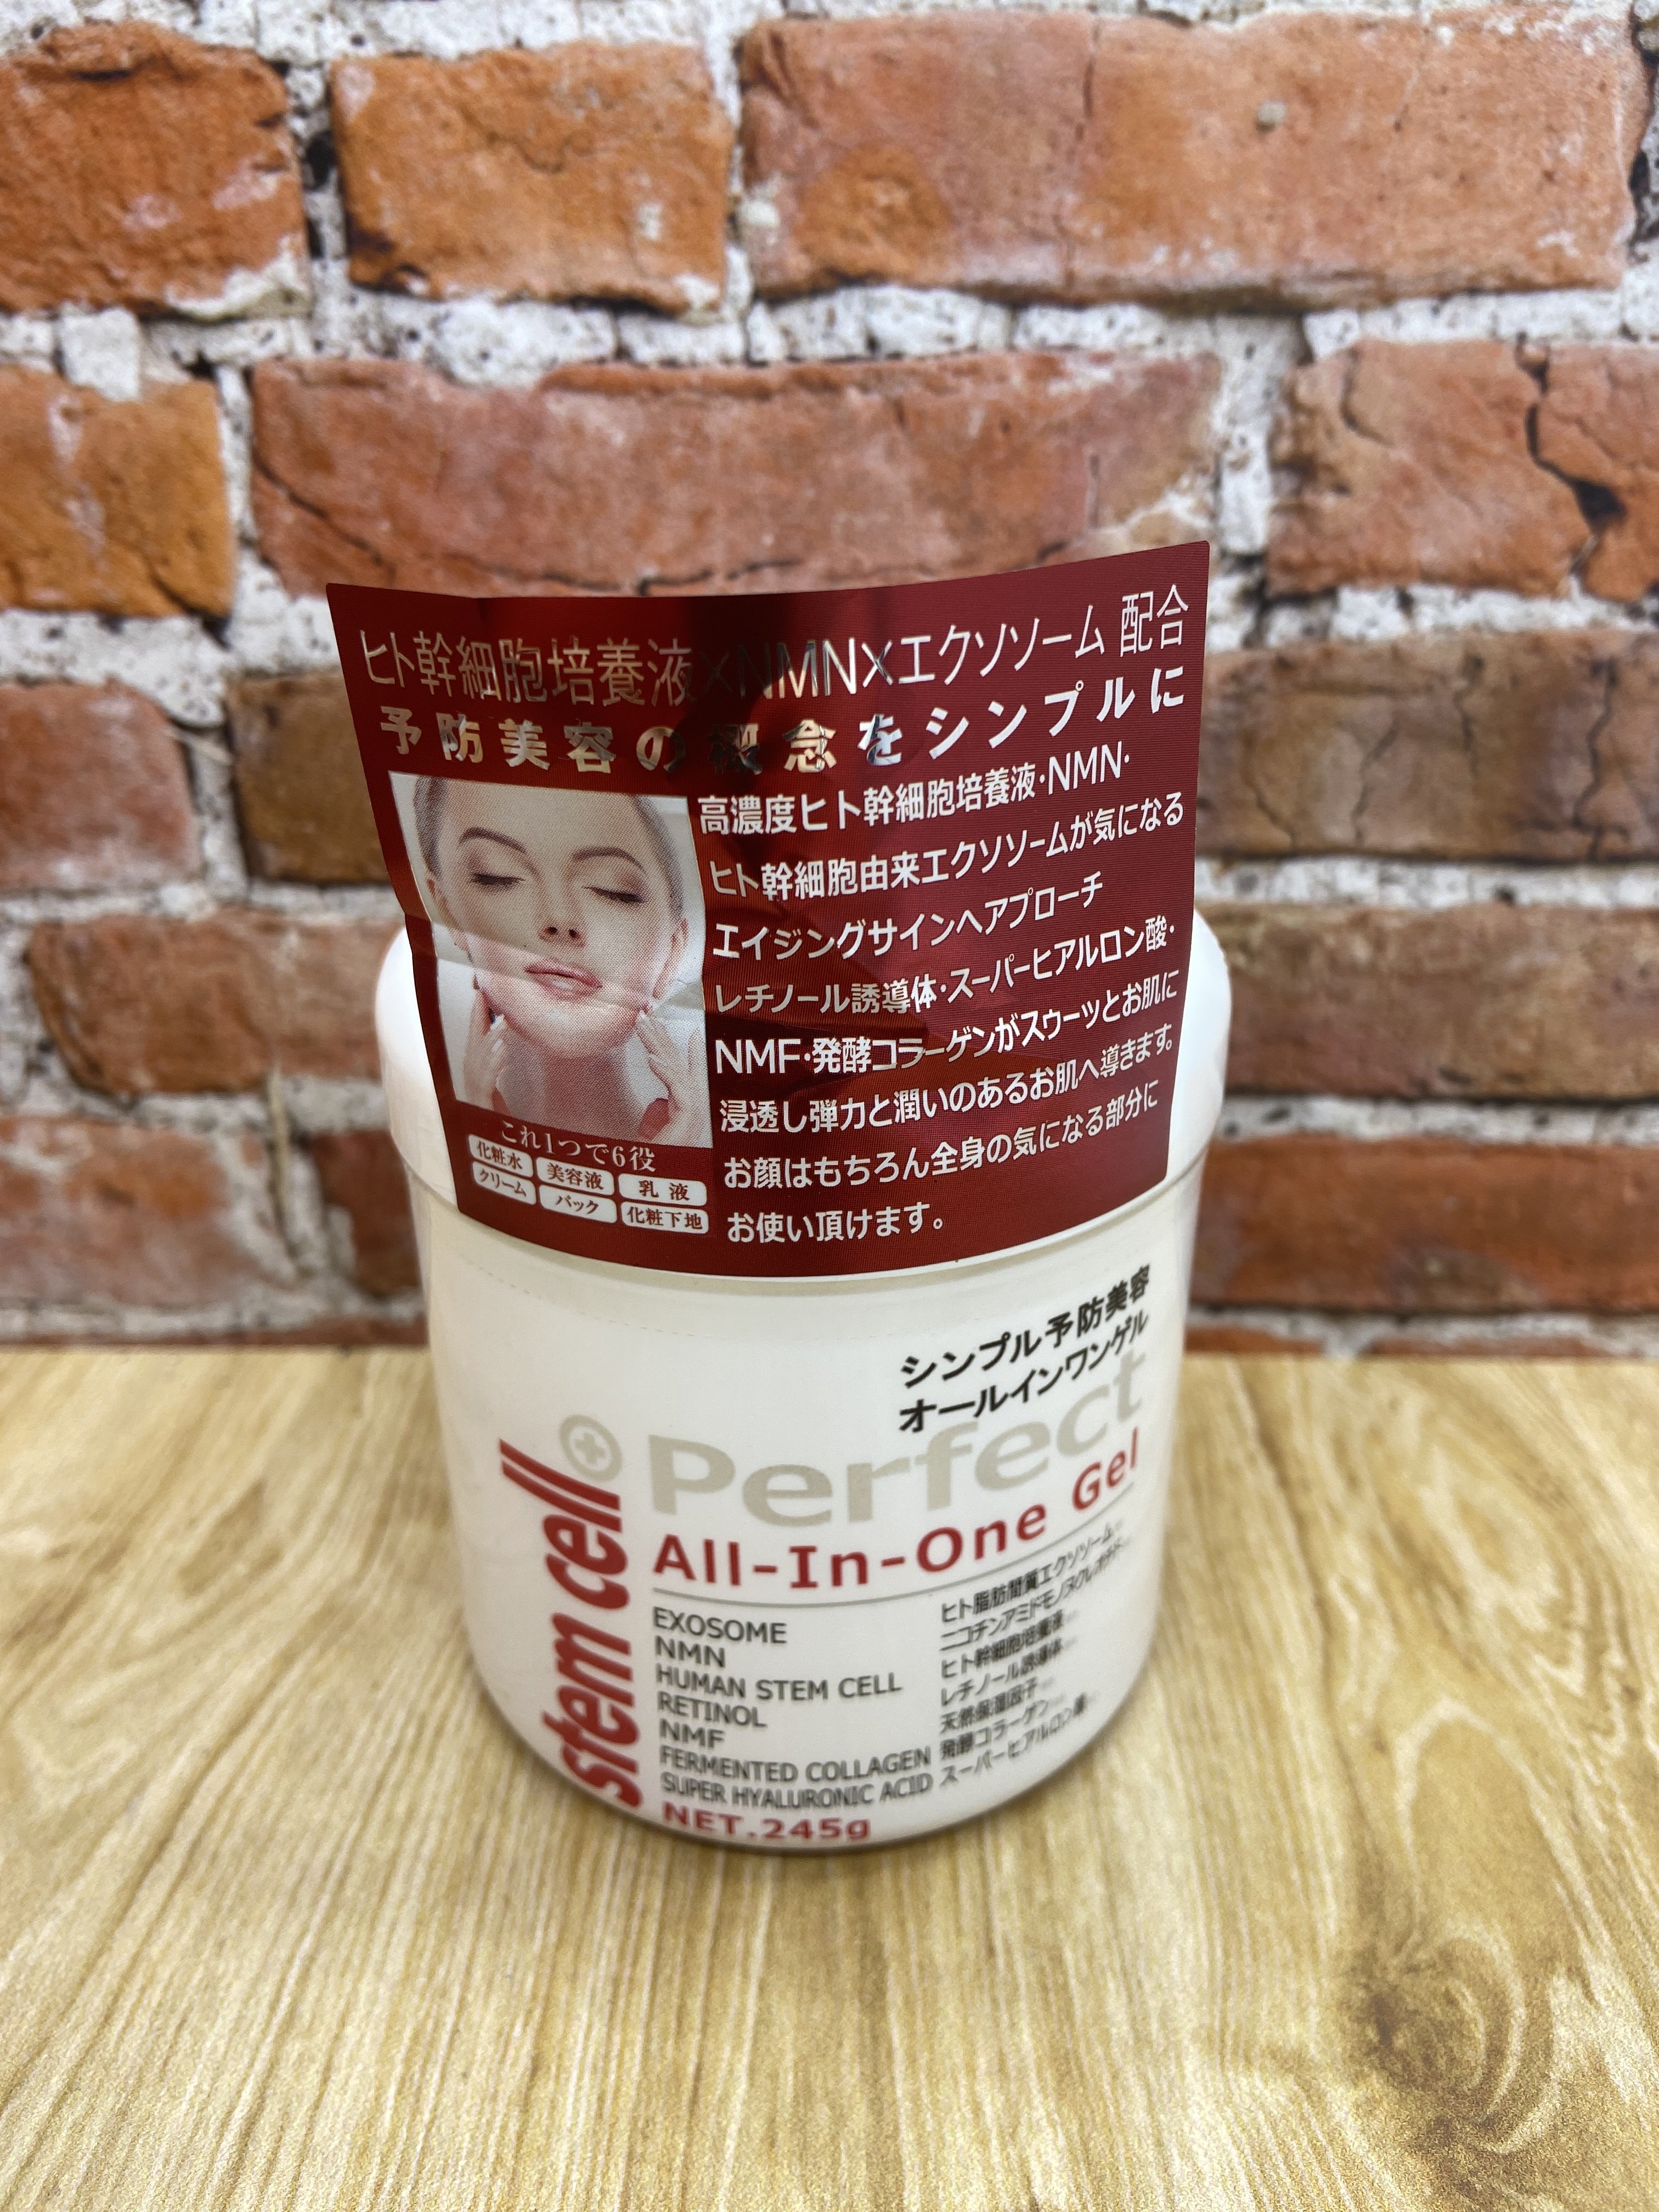 ヒト幹細胞培養液×NMN×エクソソーム 配合
予防美容の概念をシンプルに
高濃度ヒト幹細胞培養液・NMN・
ヒト幹細胞由来エクソソームが気になる
エイジングサインへアプローチ
レチノール誘導体・スーパーヒアルロン酸・
NMF・発酵コラーゲンがスゥーツとお肌に
浸透し弾力と潤いのあるお肌へ導きます。
お顔はもちろん全身の気になる部分に
お使い頂けます。
これ1つで6役
化粧水 美容液 乳液
クリーム パック 化粧下地
シンプル予防美容
オールインワンゲル
stem cell
Perfect
All-In-One Gel
EXOSOME
NMN
HUMAN STEM CELL
RETINOL
NMF
FERMENTED COLLAGEN
SUPER HYALURONIC ACID
ヒト脂肪間質エクソソーム
ニコチンアミドモノヌクレオチド
ヒト幹細胞培養液
レチノール誘導体
天然保湿因子
発酵コラーゲン
スーパーヒアルロン酸
NET.245g